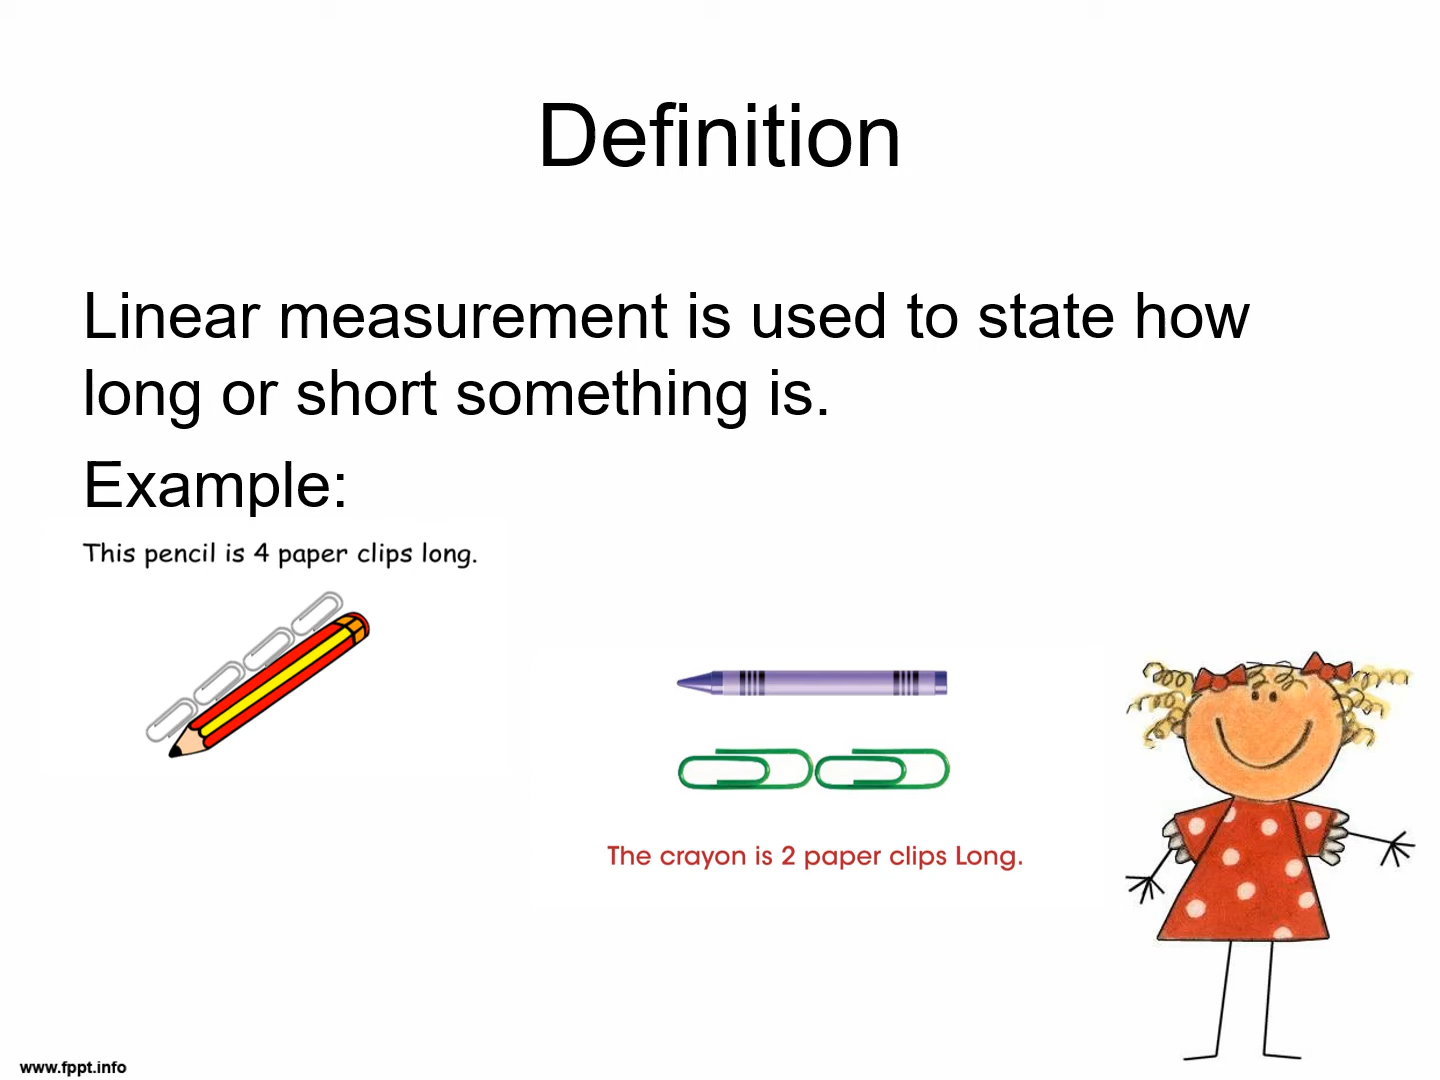 Definition
Linear measurement is used to state how
long or short something is.
Example:
This pencil is 4 paper clips long.
The crayon is 2 paper clips Long.
www.fppt.info